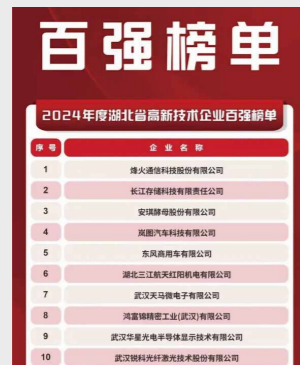 百强榜单
2024年度湖北省高新技术企业百强榜单
序号 企业名称
1 烽火通信科技股份有限公司
2 长江存储科技有限责任公司
3 安琪酵母股份有限公司
4 岚图汽车科技有限公司
5 东风商用车有限公司
6 湖北三江航天红阳机电有限公司
7 武汉天马微电子有限公司
8 鸿富锦精密工业(武汉)有限公司
9 武汉华星光电半导体显示技术有限公司
10 武汉锐科光纤激光技术股份有限公司